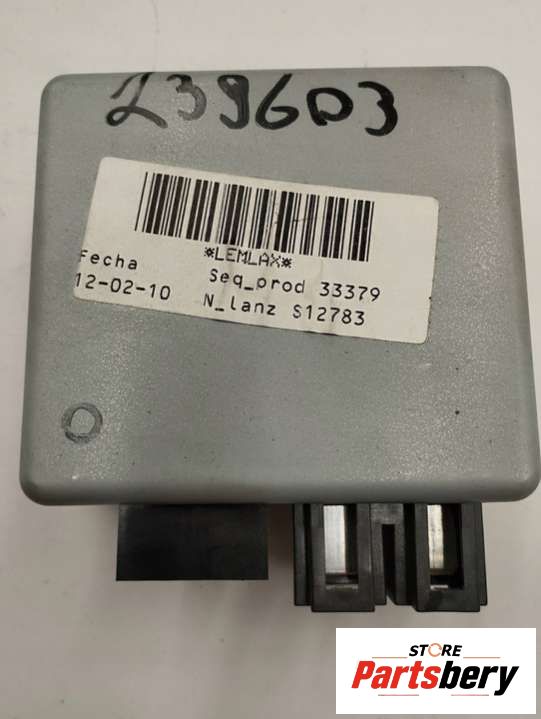 239603
*LEMLAX*
Fecha
12-02-10
Seq_prod 33379
N_lanz S12783
STORE
Partsbery